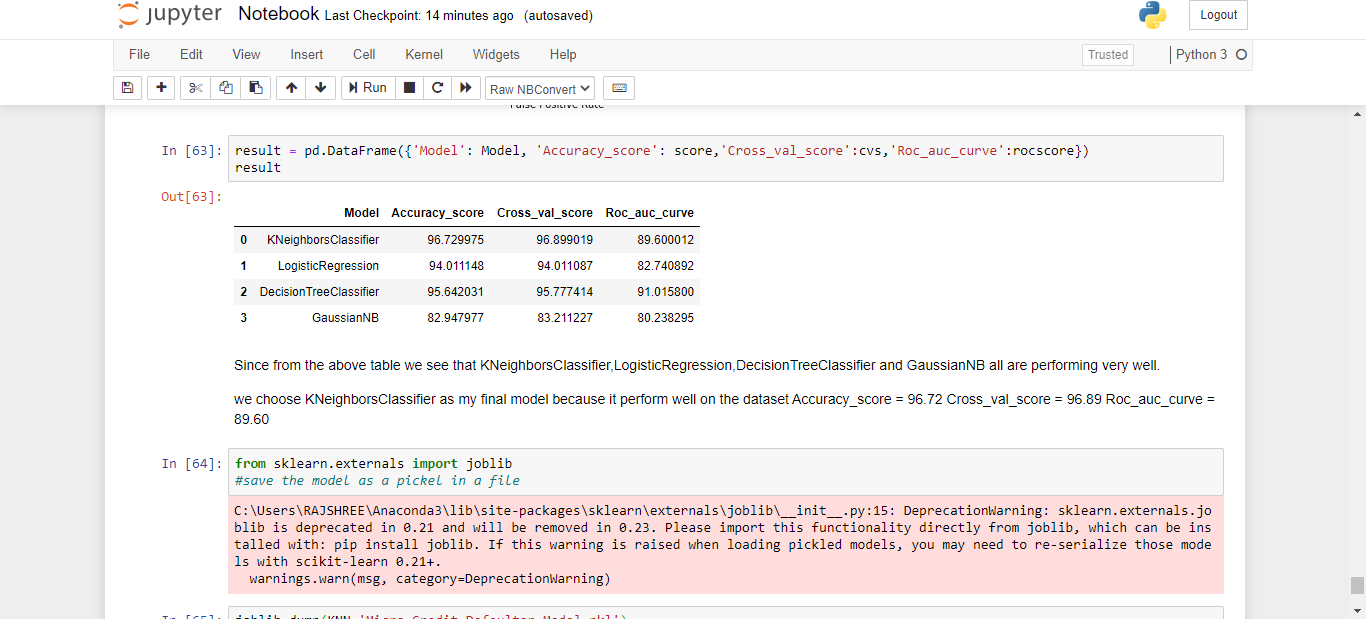 jupyter Notebook Last Checkpoint: 14 minutes ago (autosaved)
Logout
File Edit View Insert Cell Kernel Widgets Help
Trusted
Python 3
Run
Raw NBConvert
False Positive Rate
In [63]: result = pd.DataFrame({'Model': Model, 'Accuracy_score': score,'Cross_val_score':cvs,'Roc_auc_curve':rocscore})
result
Out[63]:
Model Accuracy_score Cross_val_score Roc_auc_curve
0 KNeighborsClassifier 96.729975 96.899019 89.600012
1 LogisticRegression 94.011148 94.011087 82.740892
2 DecisionTreeClassifier 95.642031 95.777414 91.015800
3 GaussianNB 82.947977 83.211227 80.238295
Since from the above table we see that KNeighborsClassifier,LogisticRegression,DecisionTreeClassifier and GaussianNB all are performing very well.
we choose KNeighborsClassifier as my final model because it perform well on the dataset Accuracy_score = 96.72 Cross_val_score = 96.89 Roc_auc_curve =
89.60
In [64]: from sklearn.externals import joblib
#save the model as a pickel in a file
C:\Users\RAJSHREE\Anaconda3\lib\site-packages\sklearn\externals\joblib\__init__.py:15: DeprecationWarning: sklearn.externals.jo
blib is deprecated in 0.21 and will be removed in 0.23. Please import this functionality directly from joblib, which can be ins
talled with: pip install joblib. If this warning is raised when loading pickled models, you may need to re-serialize those mode
ls with scikit-learn 0.21+.
warnings.warn(msg, category=DeprecationWarning)
In [65]: joblib.dump(KNN,'Micro_Credit_Defaulter_Model.pkl')